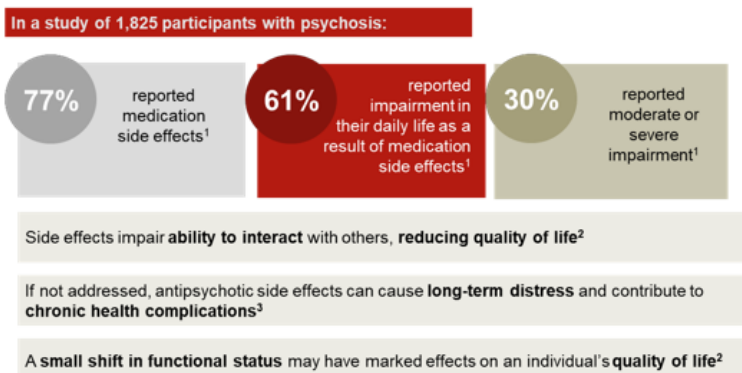 In a study of 1,825 participants with psychosis:
77%
reported
medication
side effects¹
61%
reported
impairment in
their daily life as a
result of medication
side effects¹
30%
reported
moderate or
severe
impairment¹
Side effects impair ability to interact with others, reducing quality of life²
If not addressed, antipsychotic side effects can cause long-term distress and contribute to
chronic health complications³
A small shift in functional status may have marked effects on an individual's quality of life²